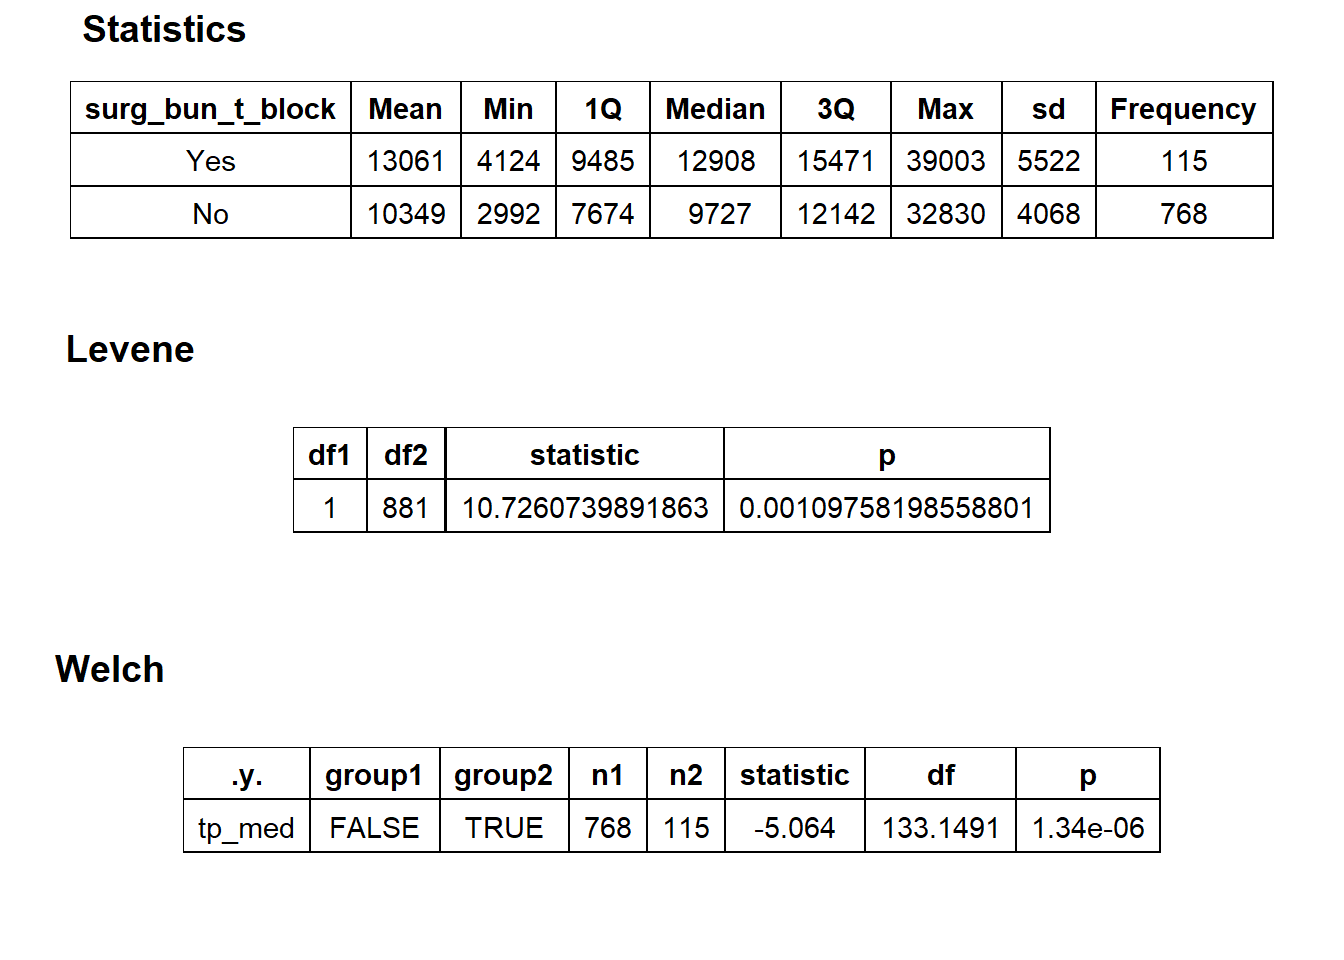 Statistics
surg_bun_t_block Mean Min 1Q Median 3Q Max sd Frequency
Yes 13061 4124 9485 12908 15471 39003 5522 115
No 10349 2992 7674 9727 12142 32830 4068 768
Levene
df1 df2 statistic p
1 881 10.7260739891863 0.00109758198558801
Welch
.y. group1 group2 n1 n2 statistic df p
tp_med FALSE TRUE 768 115 -5.064 133.1491 1.34e-06